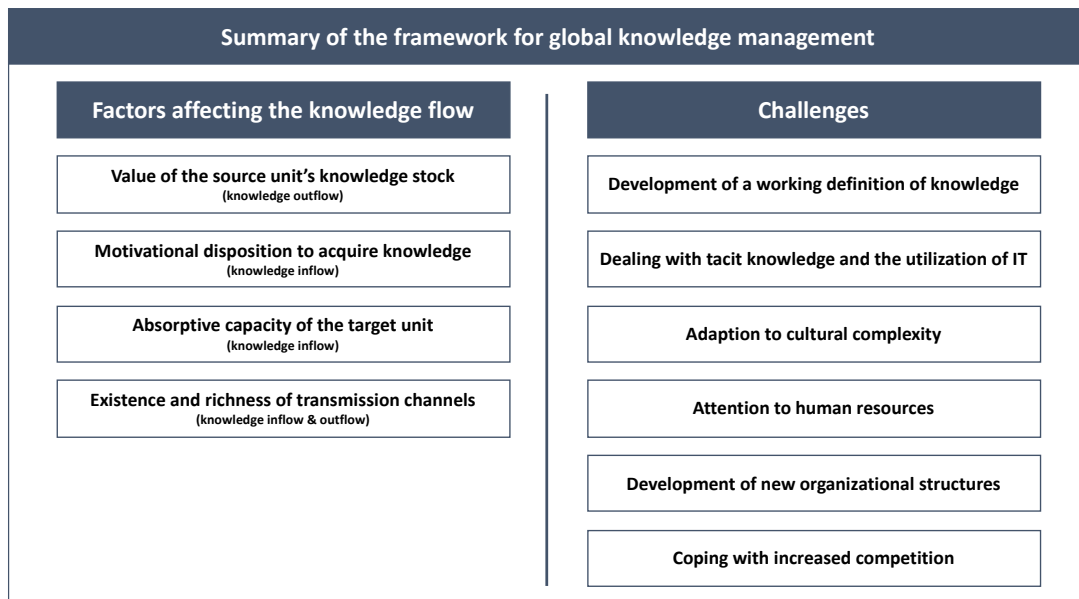 Summary of the framework for global knowledge management
Factors affecting the knowledge flow
Value of the source unit's knowledge stock
(knowledge outflow)
Motivational disposition to acquire knowledge
(knowledge inflow)
Absorptive capacity of the target unit
(knowledge inflow)
Existence and richness of transmission channels
(knowledge inflow & outflow)
Challenges
Development of a working definition of knowledge
Dealing with tacit knowledge and the utilization of IT
Adaption to cultural complexity
Attention to human resources
Development of new organizational structures
Coping with increased competition